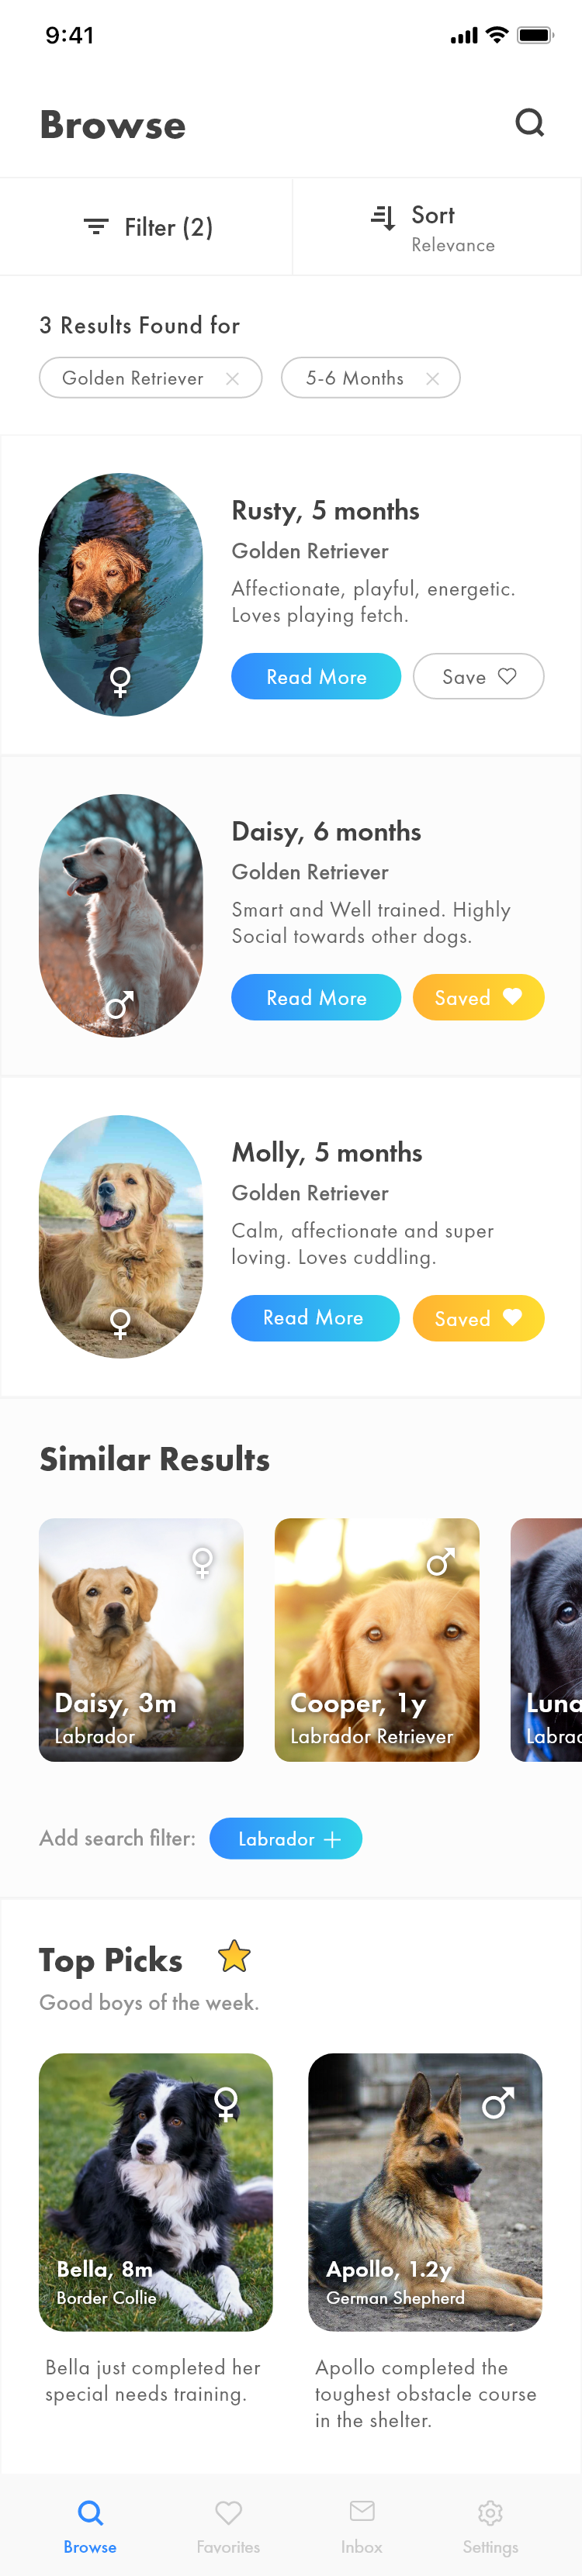 9:41
Browse
Filter (2)
Sort
Relevance
3 Results Found for
Golden Retriever
5-6 Months
Rusty, 5 months
Golden Retriever
Affectionate, playful, energetic.
Loves playing fetch.
Read More
Save
Daisy, 6 months
Golden Retriever
Smart and Well trained. Highly
Social towards other dogs.
Read More
Saved
Molly, 5 months
Golden Retriever
Calm, affectionate and super
loving. Loves cuddling.
Read More
Saved
Similar Results
Daisy, 3m
Labrador
Cooper, 1y
Labrador Retriever
Luna
Labrad
Add search filter:
Labrador
Top Picks
Good boys of the week.
Bella, 8m
Border Collie
Apollo, 1.2y
German Shepherd
Bella just completed her
special needs training.
Apollo completed the
toughest obstacle course
in the shelter.
Browse
Favorites
Inbox
Settings